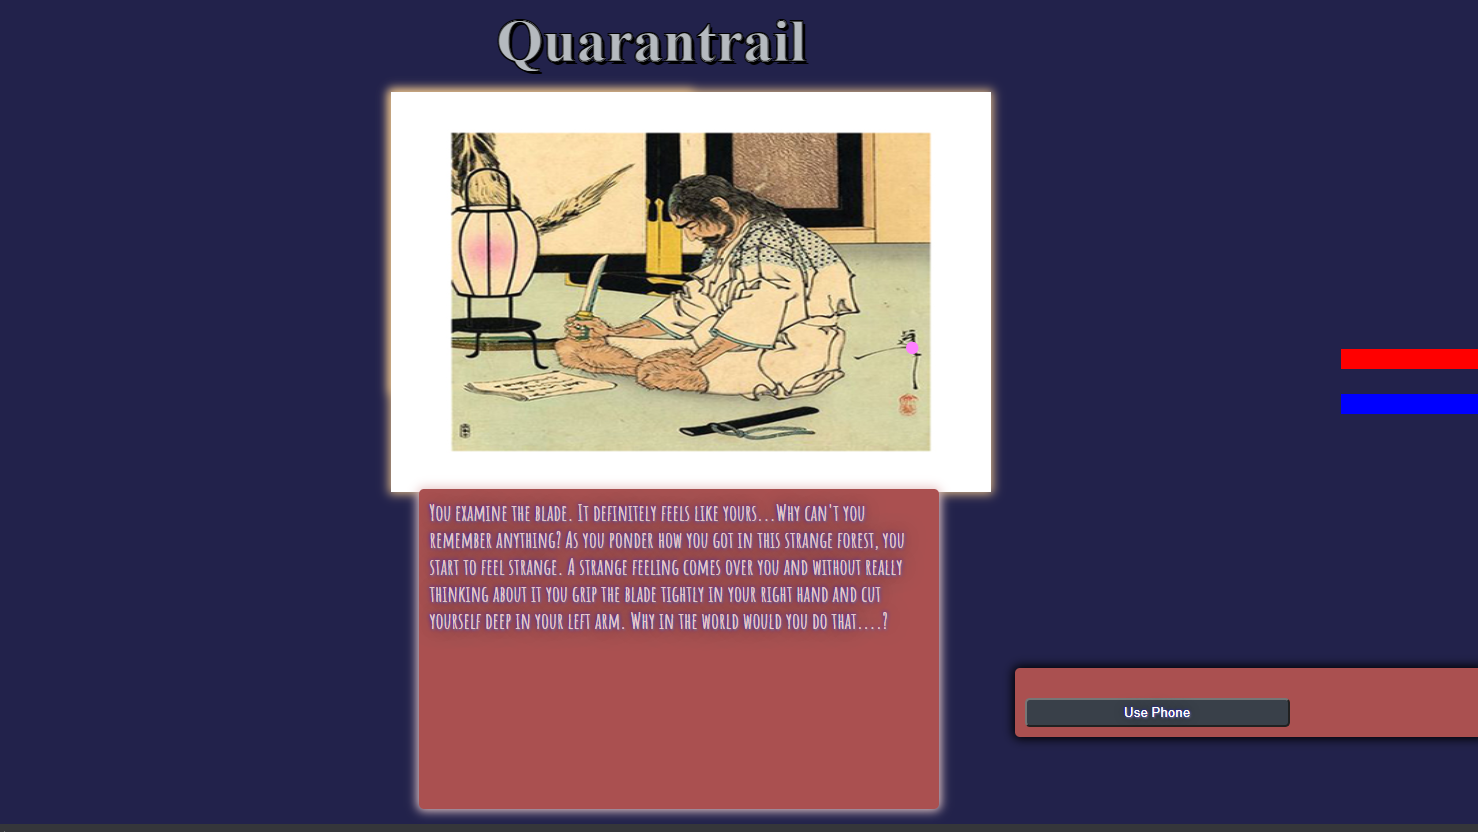 Quarantrail
You examine the blade. It definitely feels like yours...Why can't you
remember anything? As you ponder how you got in this strange forest, you
start to feel strange. A strange feeling comes over you and without really
thinking about it you grip the blade tightly in your right hand and cut
yourself deep in your left arm. Why in the world would you do that....?
Use Phone